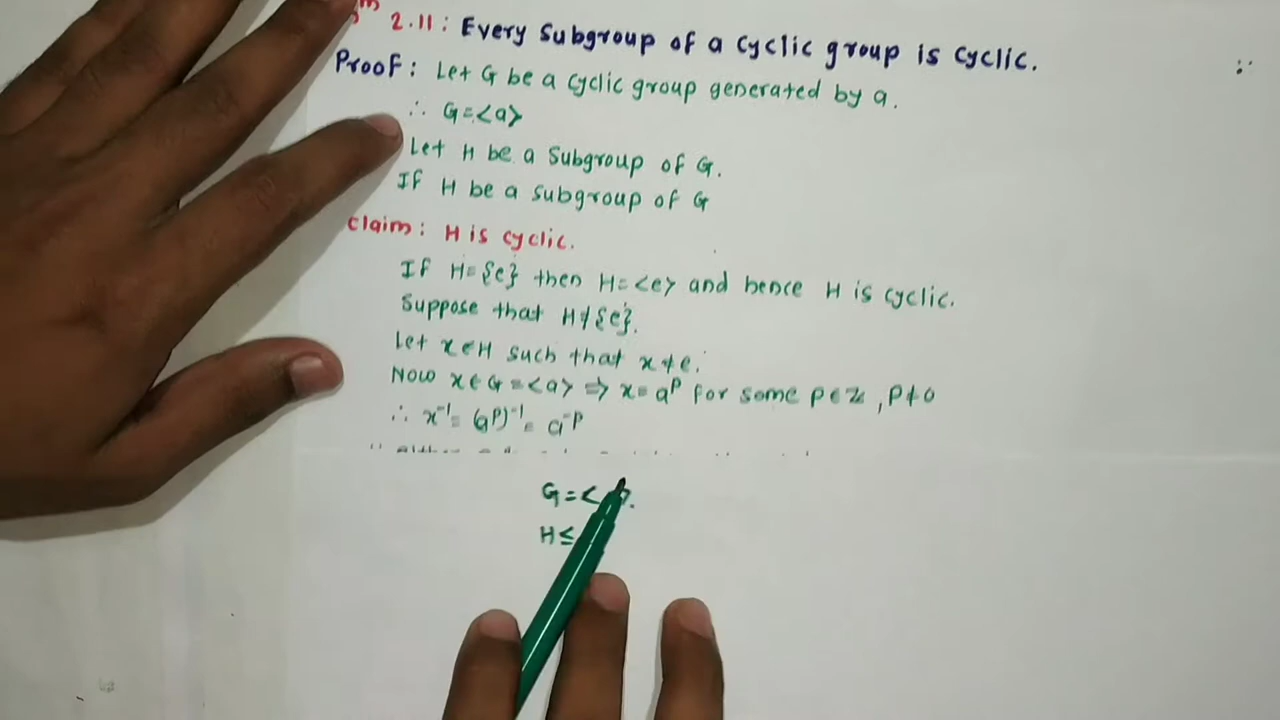 2.11: Every Subgroup of a cyclic group is cyclic.
Proof: Let G be a cyclic group generated by a.
∴ G=<a>
Let H be a subgroup of G.
If H be a subgroup of G
Claim: H is cyclic.
If H={e} then H=<e> and hence H is cyclic.
Suppose that H≠{e}.
Let x∈H such that x≠e.
Now x∈G=<a> ⇒ x=aᵖ for some p∈ℤ, p≠0
∴ x⁻¹=(aᵖ)⁻¹=a⁻ᵖ
G=<
H≤